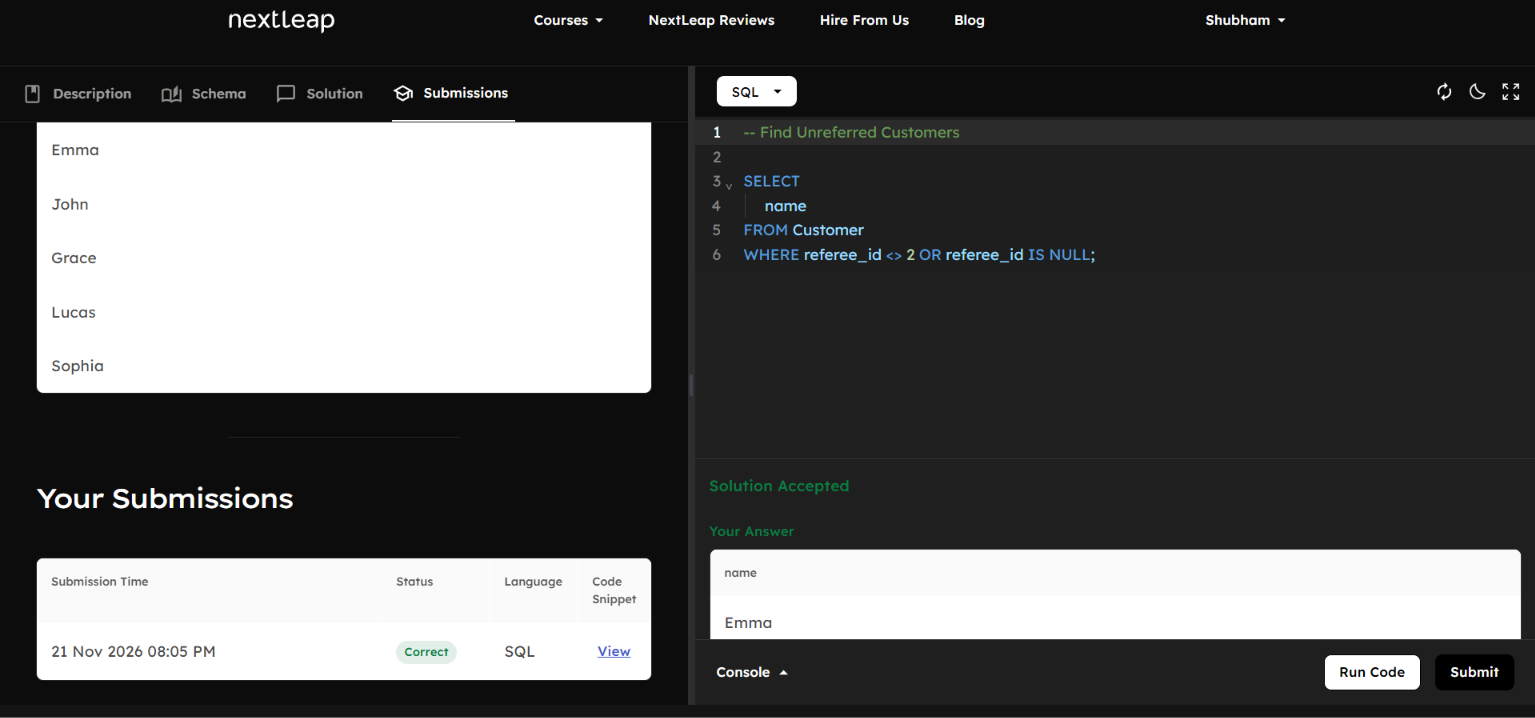 nextleap
Courses
NextLeap Reviews
Hire From Us
Blog
Shubham
Description
Schema
Solution
Submissions
Emma
John
Grace
Lucas
Sophia
Your Submissions
Submission Time
Status
Language
Code
Snippet
21 Nov 2026 08:05 PM
Correct
SQL
View
SQL
1 -- Find Unreferred Customers
2
3 SELECT
4 name
5 FROM Customer
6 WHERE referee_id <> 2 OR referee_id IS NULL;
Solution Accepted
Your Answer
name
Emma
Console
Run Code
Submit